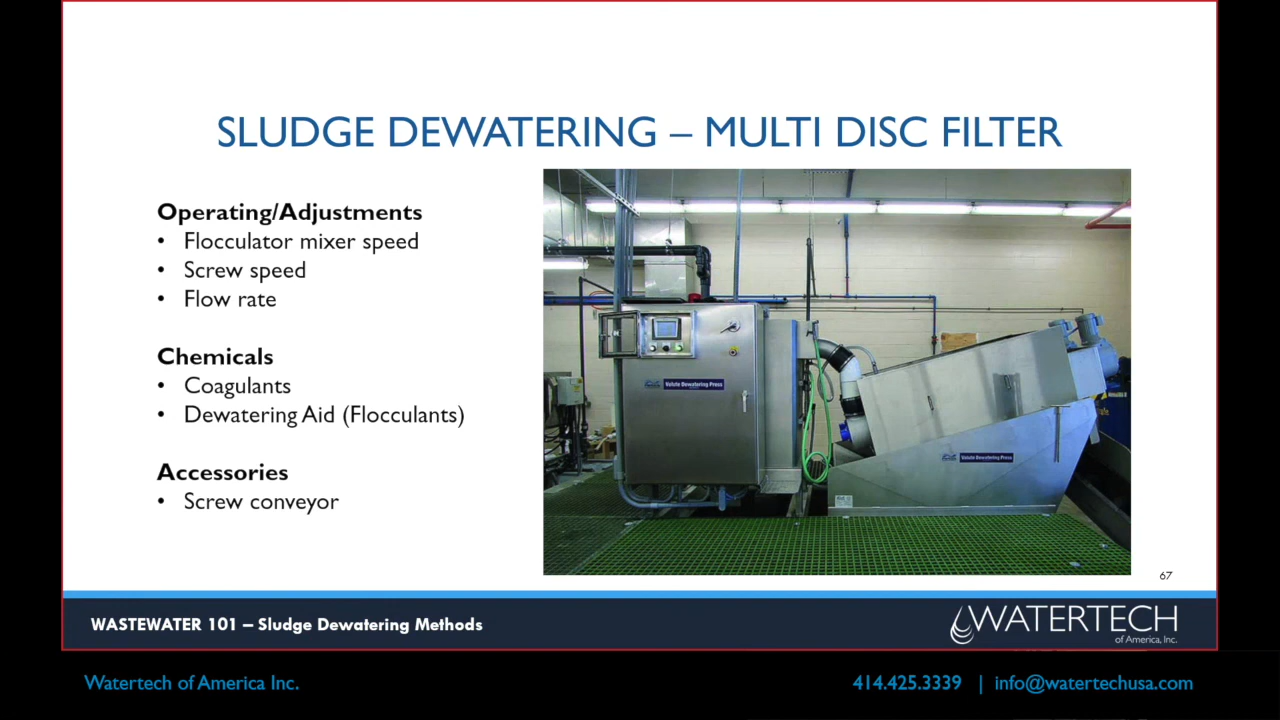 SLUDGE DEWATERING – MULTI DISC FILTER
Operating/Adjustments
• Flocculator mixer speed
• Screw speed
• Flow rate
Chemicals
• Coagulants
• Dewatering Aid (Flocculants)
Accessories
• Screw conveyor
Volute Dewatering Press
Volute Dewatering Press
67
WASTEWATER 101 – Sludge Dewatering Methods
WATERTECH
of America, Inc.
Watertech of America Inc.
414.425.3339 | info@watertechusa.com